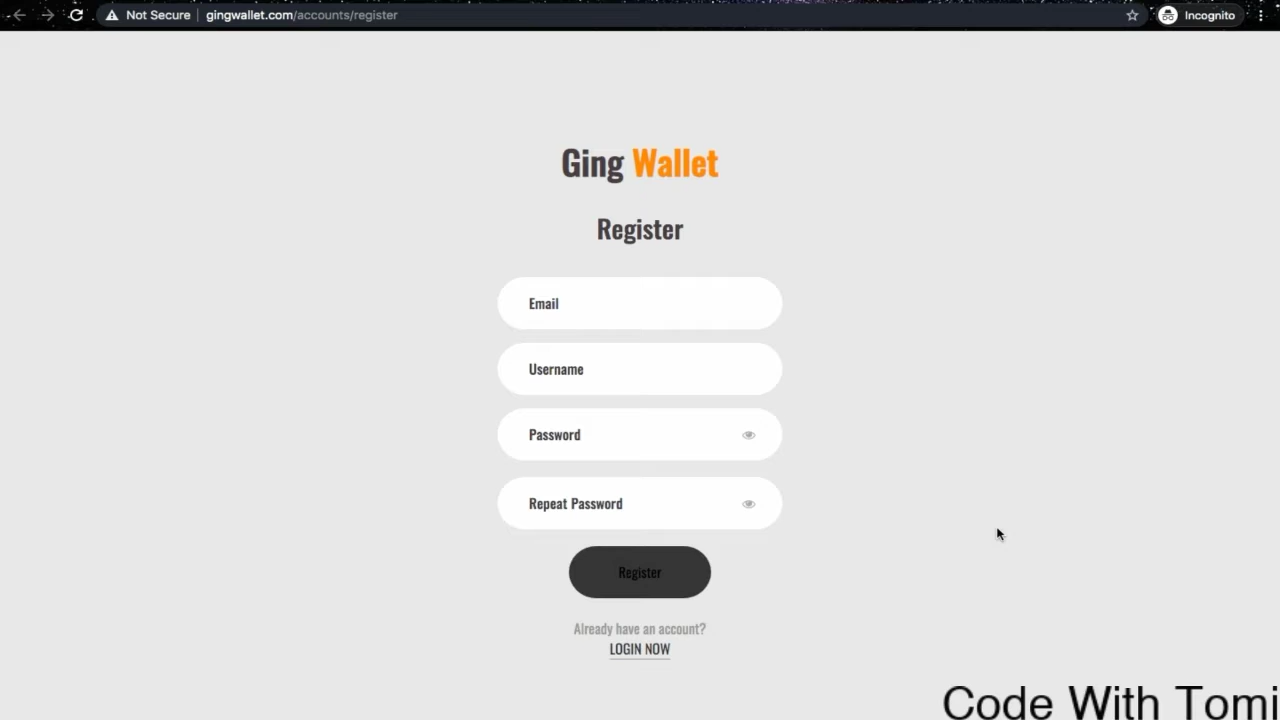 Not Secure | gingwallet.com/accounts/register Incognito
Ging Wallet
Register
Email
Username
Password
Repeat Password
Register
Already have an account?
LOGIN NOW
Code With Tomi